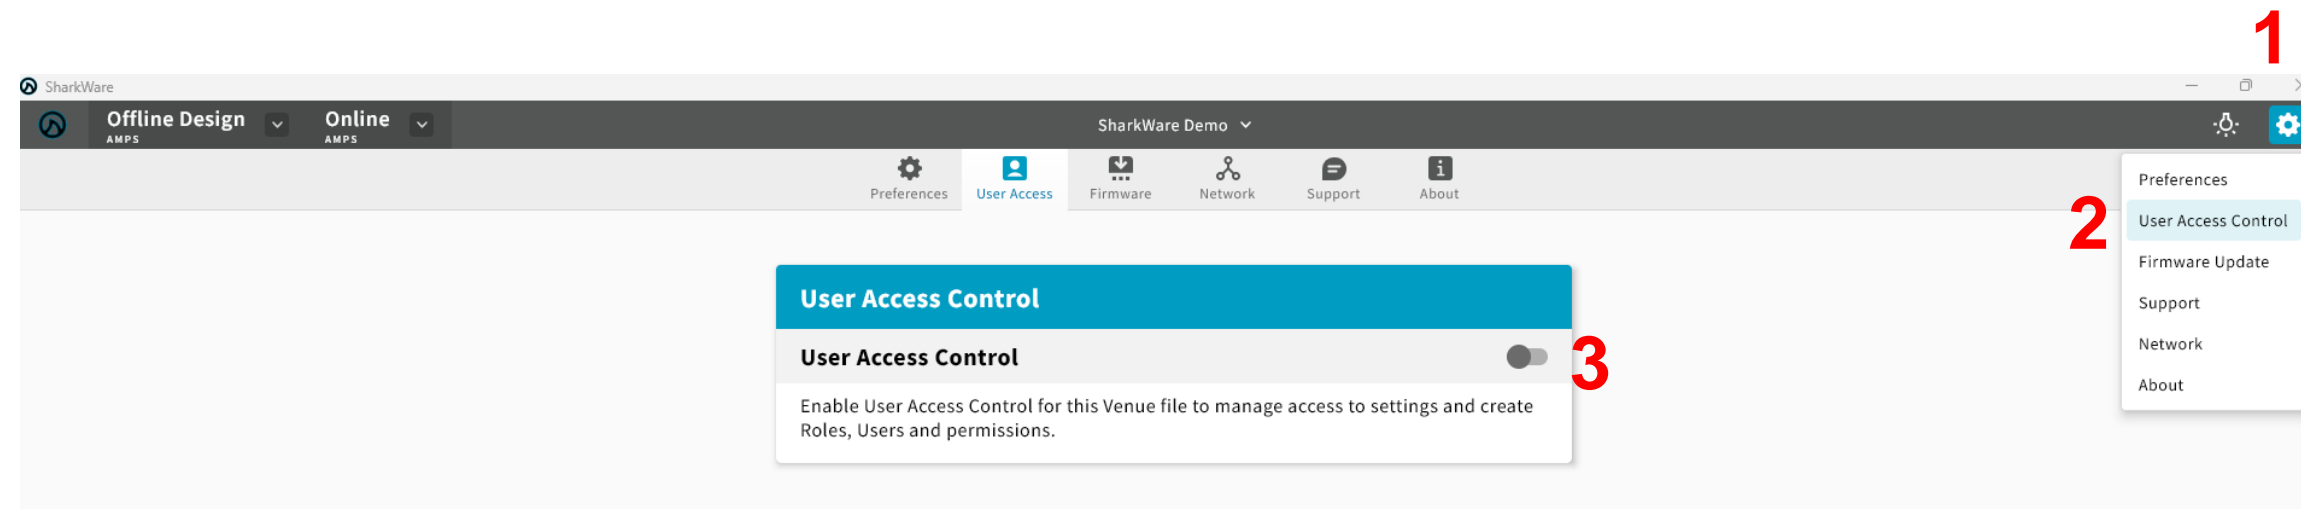 1
SharkWare
Offline Design
AMPS
Online
AMPS
SharkWare Demo
Preferences
User Access
Firmware
Network
Support
About
Preferences
2
User Access Control
Firmware Update
Support
Network
About
User Access Control
User Access Control
3
Enable User Access Control for this Venue file to manage access to settings and create
Roles, Users and permissions.